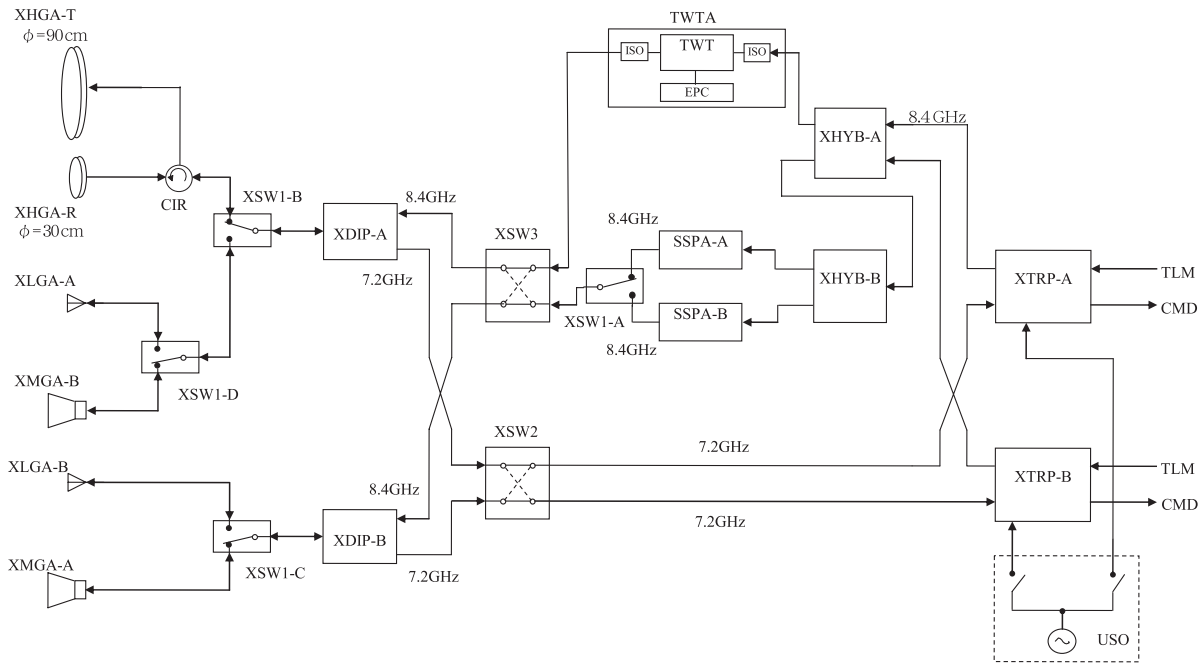 XHGA-T
ϕ=90cm
TWTA
ISO
TWT
ISO
EPC
8.4GHz
XHYB-A
CIR
XSW1-B
XHGA-R
ϕ=30cm
8.4GHz
XDIP-A
7.2GHz
XSW3
8.4GHz
SSPA-A
XHYB-B
XTRP-A
TLM
CMD
XLGA-A
XSW1-A
SSPA-B
8.4GHz
XMGA-B
XSW1-D
XSW2
7.2GHz
XLGA-B
8.4GHz
XTRP-B
TLM
CMD
7.2GHz
XDIP-B
XMGA-A
XSW1-C
7.2GHz
USO